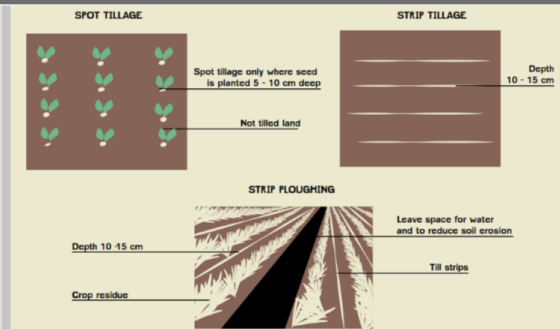 SPOT TILLAGE
Spot tillage only where seed
is planted 5 - 10 cm deep
Not tilled land
STRIP TILLAGE
Depth
10 - 15 cm
STRIP PLOUGHING
Depth 10 15 cm
Crop residue
Leave space for water
and to reduce soil erosion
Till strips